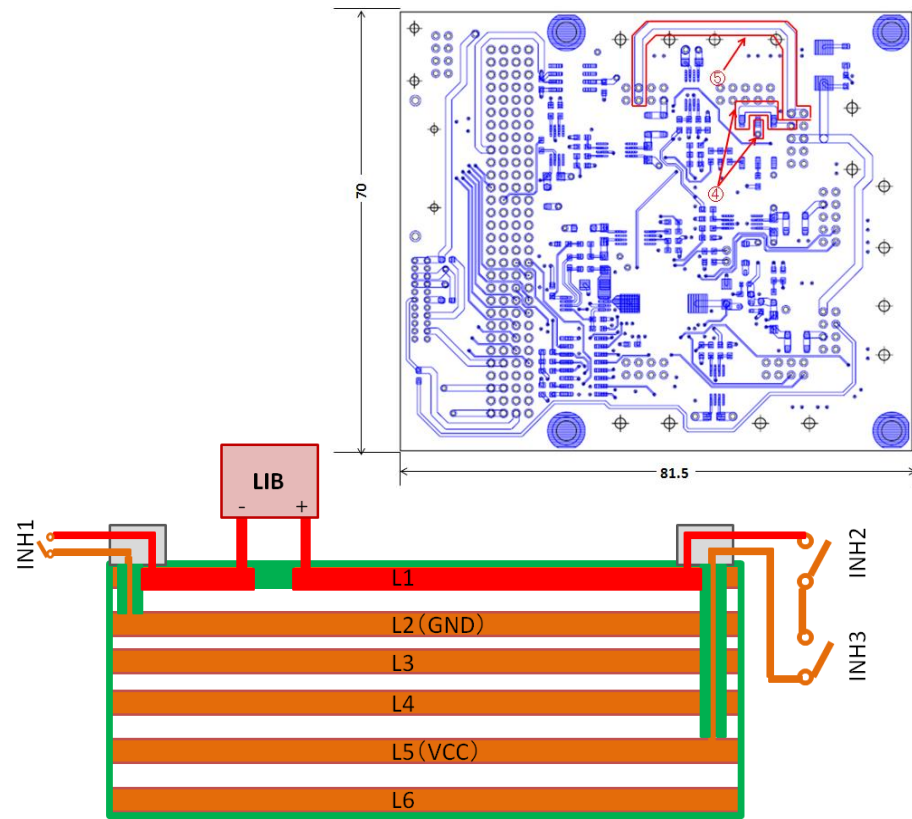 ⑤
④
70
81.5
LIB
- +
INH1
INH2
INH3
L1
L2(GND)
L3
L4
L5(VCC)
L6